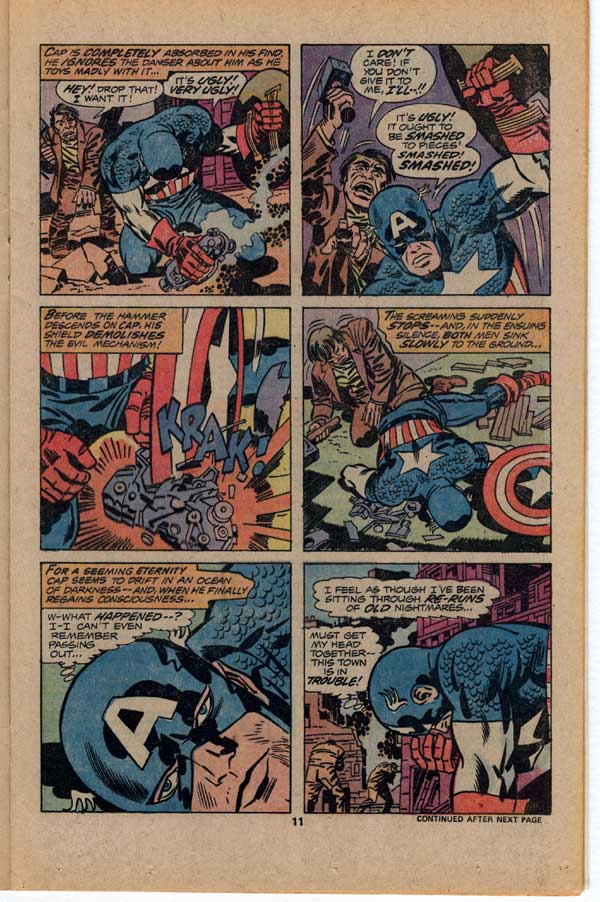 CAP IS COMPLETELY ABSORBED IN HIS FIND,
HE IGNORES THE DANGER ABOUT HIM AS HE
TOYS MADLY WITH IT...
HEY! DROP THAT!
I WANT IT!
IT'S UGLY!
VERY UGLY!
I DON'T
CARE! IF
YOU DON'T
GIVE IT TO
ME, I'LL--!!
IT'S UGLY!
IT OUGHT TO
BE SMASHED
TO PIECES'
SMASHED!
SMASHED!
A
BEFORE THE HAMMER
DESCENDS ON CAP, HIS
SHIELD DEMOLISHES
THE EVIL MECHANISM!
KRAK!
THE SCREAMING SUDDENLY
STOPS--AND, IN THE ENSUING
SILENCE, BOTH MEN SINK
SLOWLY TO THE GROUND...
FOR A SEEMING ETERNITY
CAP SEEMS TO DRIFT IN AN OCEAN
OF DARKNESS--AND, WHEN HE FINALLY
REGAINS CONSCIOUSNESS...
W-WHAT HAPPENED--?
I-I CAN'T EVEN
REMEMBER
PASSING
OUT...
A
I FEEL AS THOUGH I'VE BEEN
SITTING THROUGH RE-RUNS
OF OLD NIGHTMARES...
MUST GET
MY HEAD
TOGETHER--
THIS TOWN
IS IN
TROUBLE!
11
CONTINUED AFTER NEXT PAGE